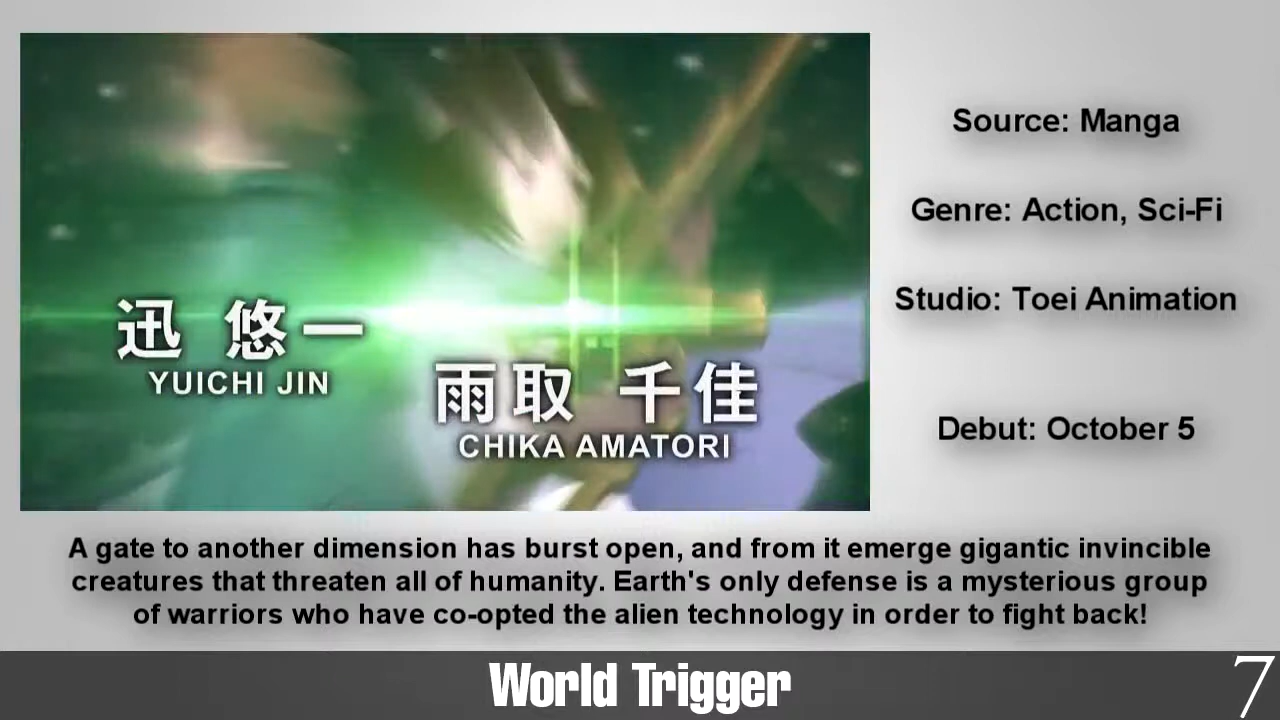 迅 悠一
YUICHI JIN
雨取 千佳
CHIKA AMATORI
Source: Manga
Genre: Action, Sci-Fi
Studio: Toei Animation
Debut: October 5
A gate to another dimension has burst open, and from it emerge gigantic invincible
creatures that threaten all of humanity. Earth's only defense is a mysterious group
of warriors who have co-opted the alien technology in order to fight back!
World Trigger
7